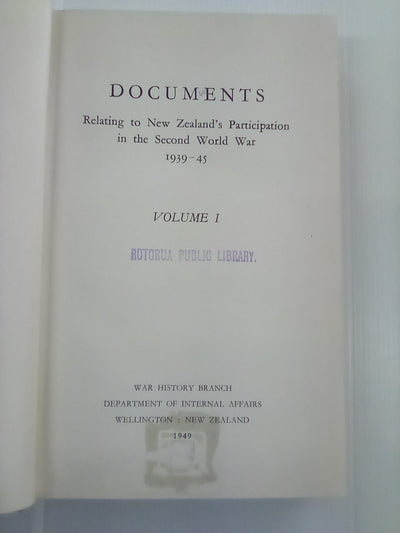 DOCUMENTS
Relating to New Zealand's Participation
in the Second World War
1939–45
VOLUME I
ROTORUA PUBLIC LIBRARY.
WAR HISTORY BRANCH
DEPARTMENT OF INTERNAL AFFAIRS
WELLINGTON : NEW ZEALAND
1949